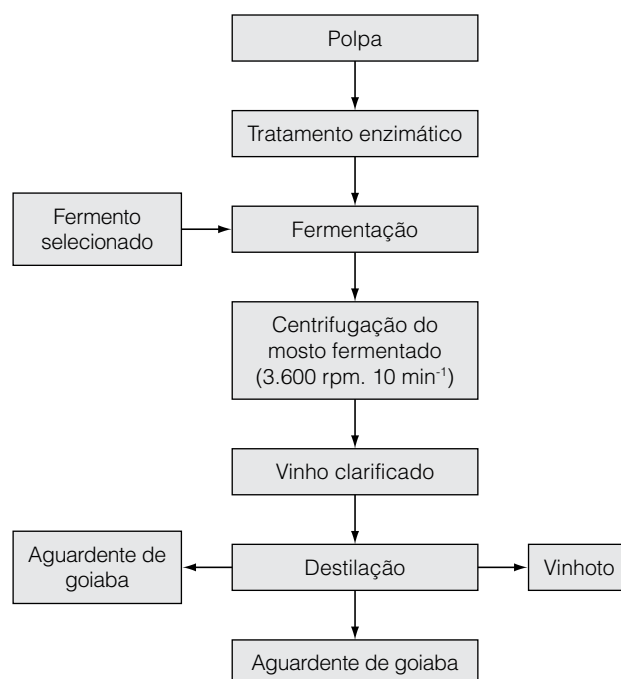 Polpa
Tratamento enzimático
Fermento
selecionado
Fermentação
Centrifugação do
mosto fermentado
(3.600 rpm. 10 min⁻¹)
Vinho clarificado
Aguardente de
goiaba
Destilação
Vinhoto
Aguardente de goiaba